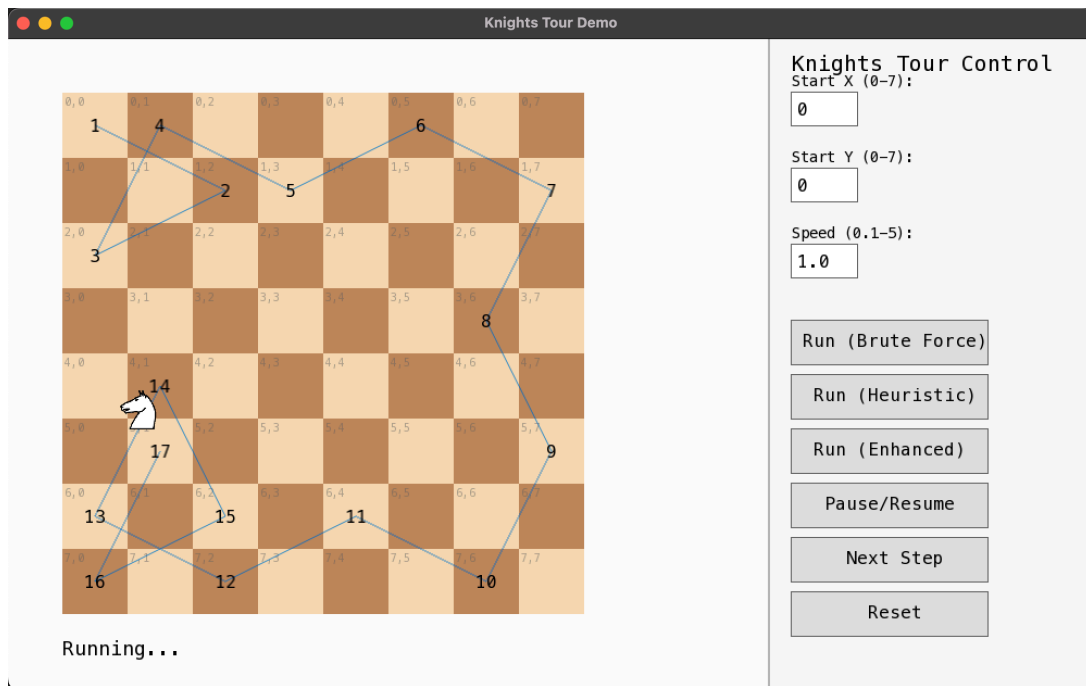 Knights Tour Demo
0,0 0,1 0,2 0,3 0,4 0,5 0,6 0,7
1 4 6
1,0 1,1 1,2 1,3 1,4 1,5 1,6 1,7
2 5 7
2,0 2,1 2,2 2,3 2,4 2,5 2,6 2,7
3
3,0 3,1 3,2 3,3 3,4 3,5 3,6 3,7
8
4,0 4,1 4,2 4,3 4,4 4,5 4,6 4,7
14
5,0 5,2 5,3 5,4 5,5 5,6 5,7
17 9
6,0 6,1 6,2 6,3 6,4 6,5 6,6 6,7
13 15 11
7,0 7,1 7,2 7,3 7,4 7,5 7,6 7,7
16 12 10
Running...
Knights Tour Control
Start X (0-7):
0
Start Y (0-7):
0
Speed (0.1-5):
1.0
Run (Brute Force)
Run (Heuristic)
Run (Enhanced)
Pause/Resume
Next Step
Reset